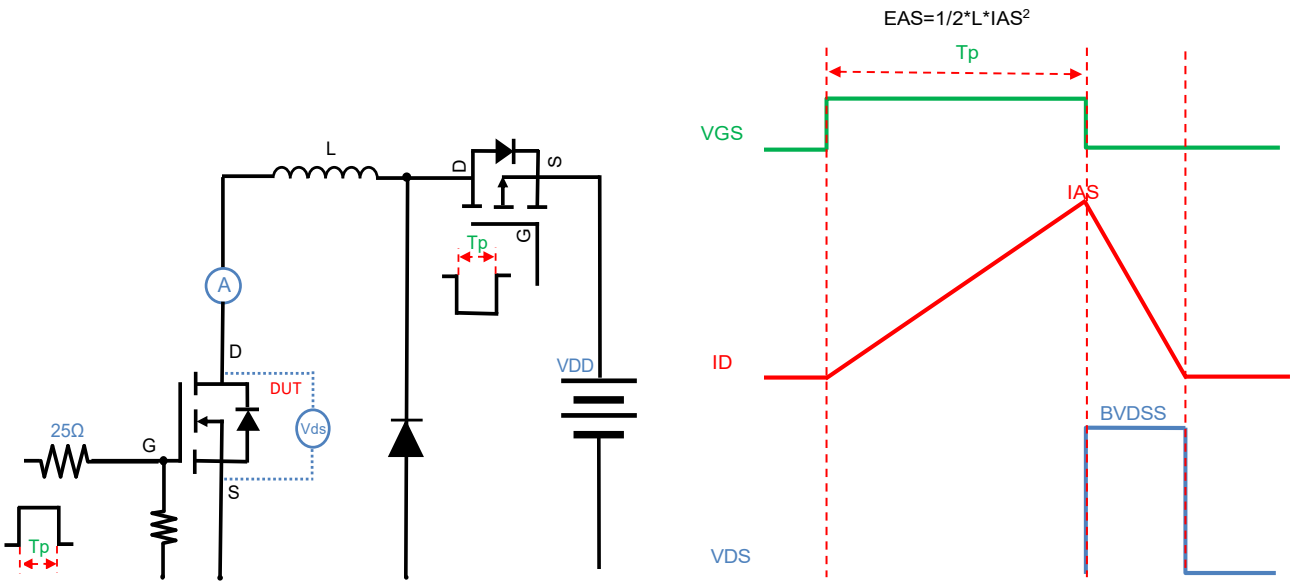 EAS=1/2*L*IAS²
Tp
VGS
L
D
S
G
Tp
IAS
A
D
DUT
VDD
ID
25Ω
G
Vds
BVDSS
S
Tp
VDS